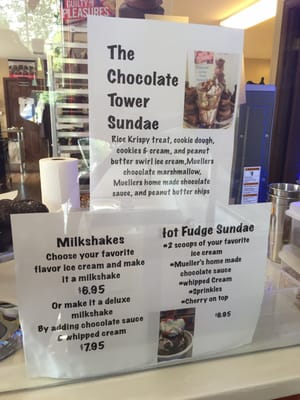 GUILTY
PLEASURES
The
Chocolate
Tower
Sundae
Rice Krispy treat, cookie dough,
cookies & cream, and peanut
butter swirl ice cream, Muellers
chocolate marshmallow,
Muellers home made chocolate
sauce, and peanut butter chips
Milkshakes
Choose your favorite
flavor ice cream and make
it a milkshake
$6.95
Or make it a deluxe
milkshake
By adding chocolate sauce
& whipped cream
$7.95
Hot Fudge Sundae
*2 scoops of your favorite
ice cream
*Mueller's home made
chocolate sauce
*whipped Cream
*Sprinkles
*Cherry on top
$6.95